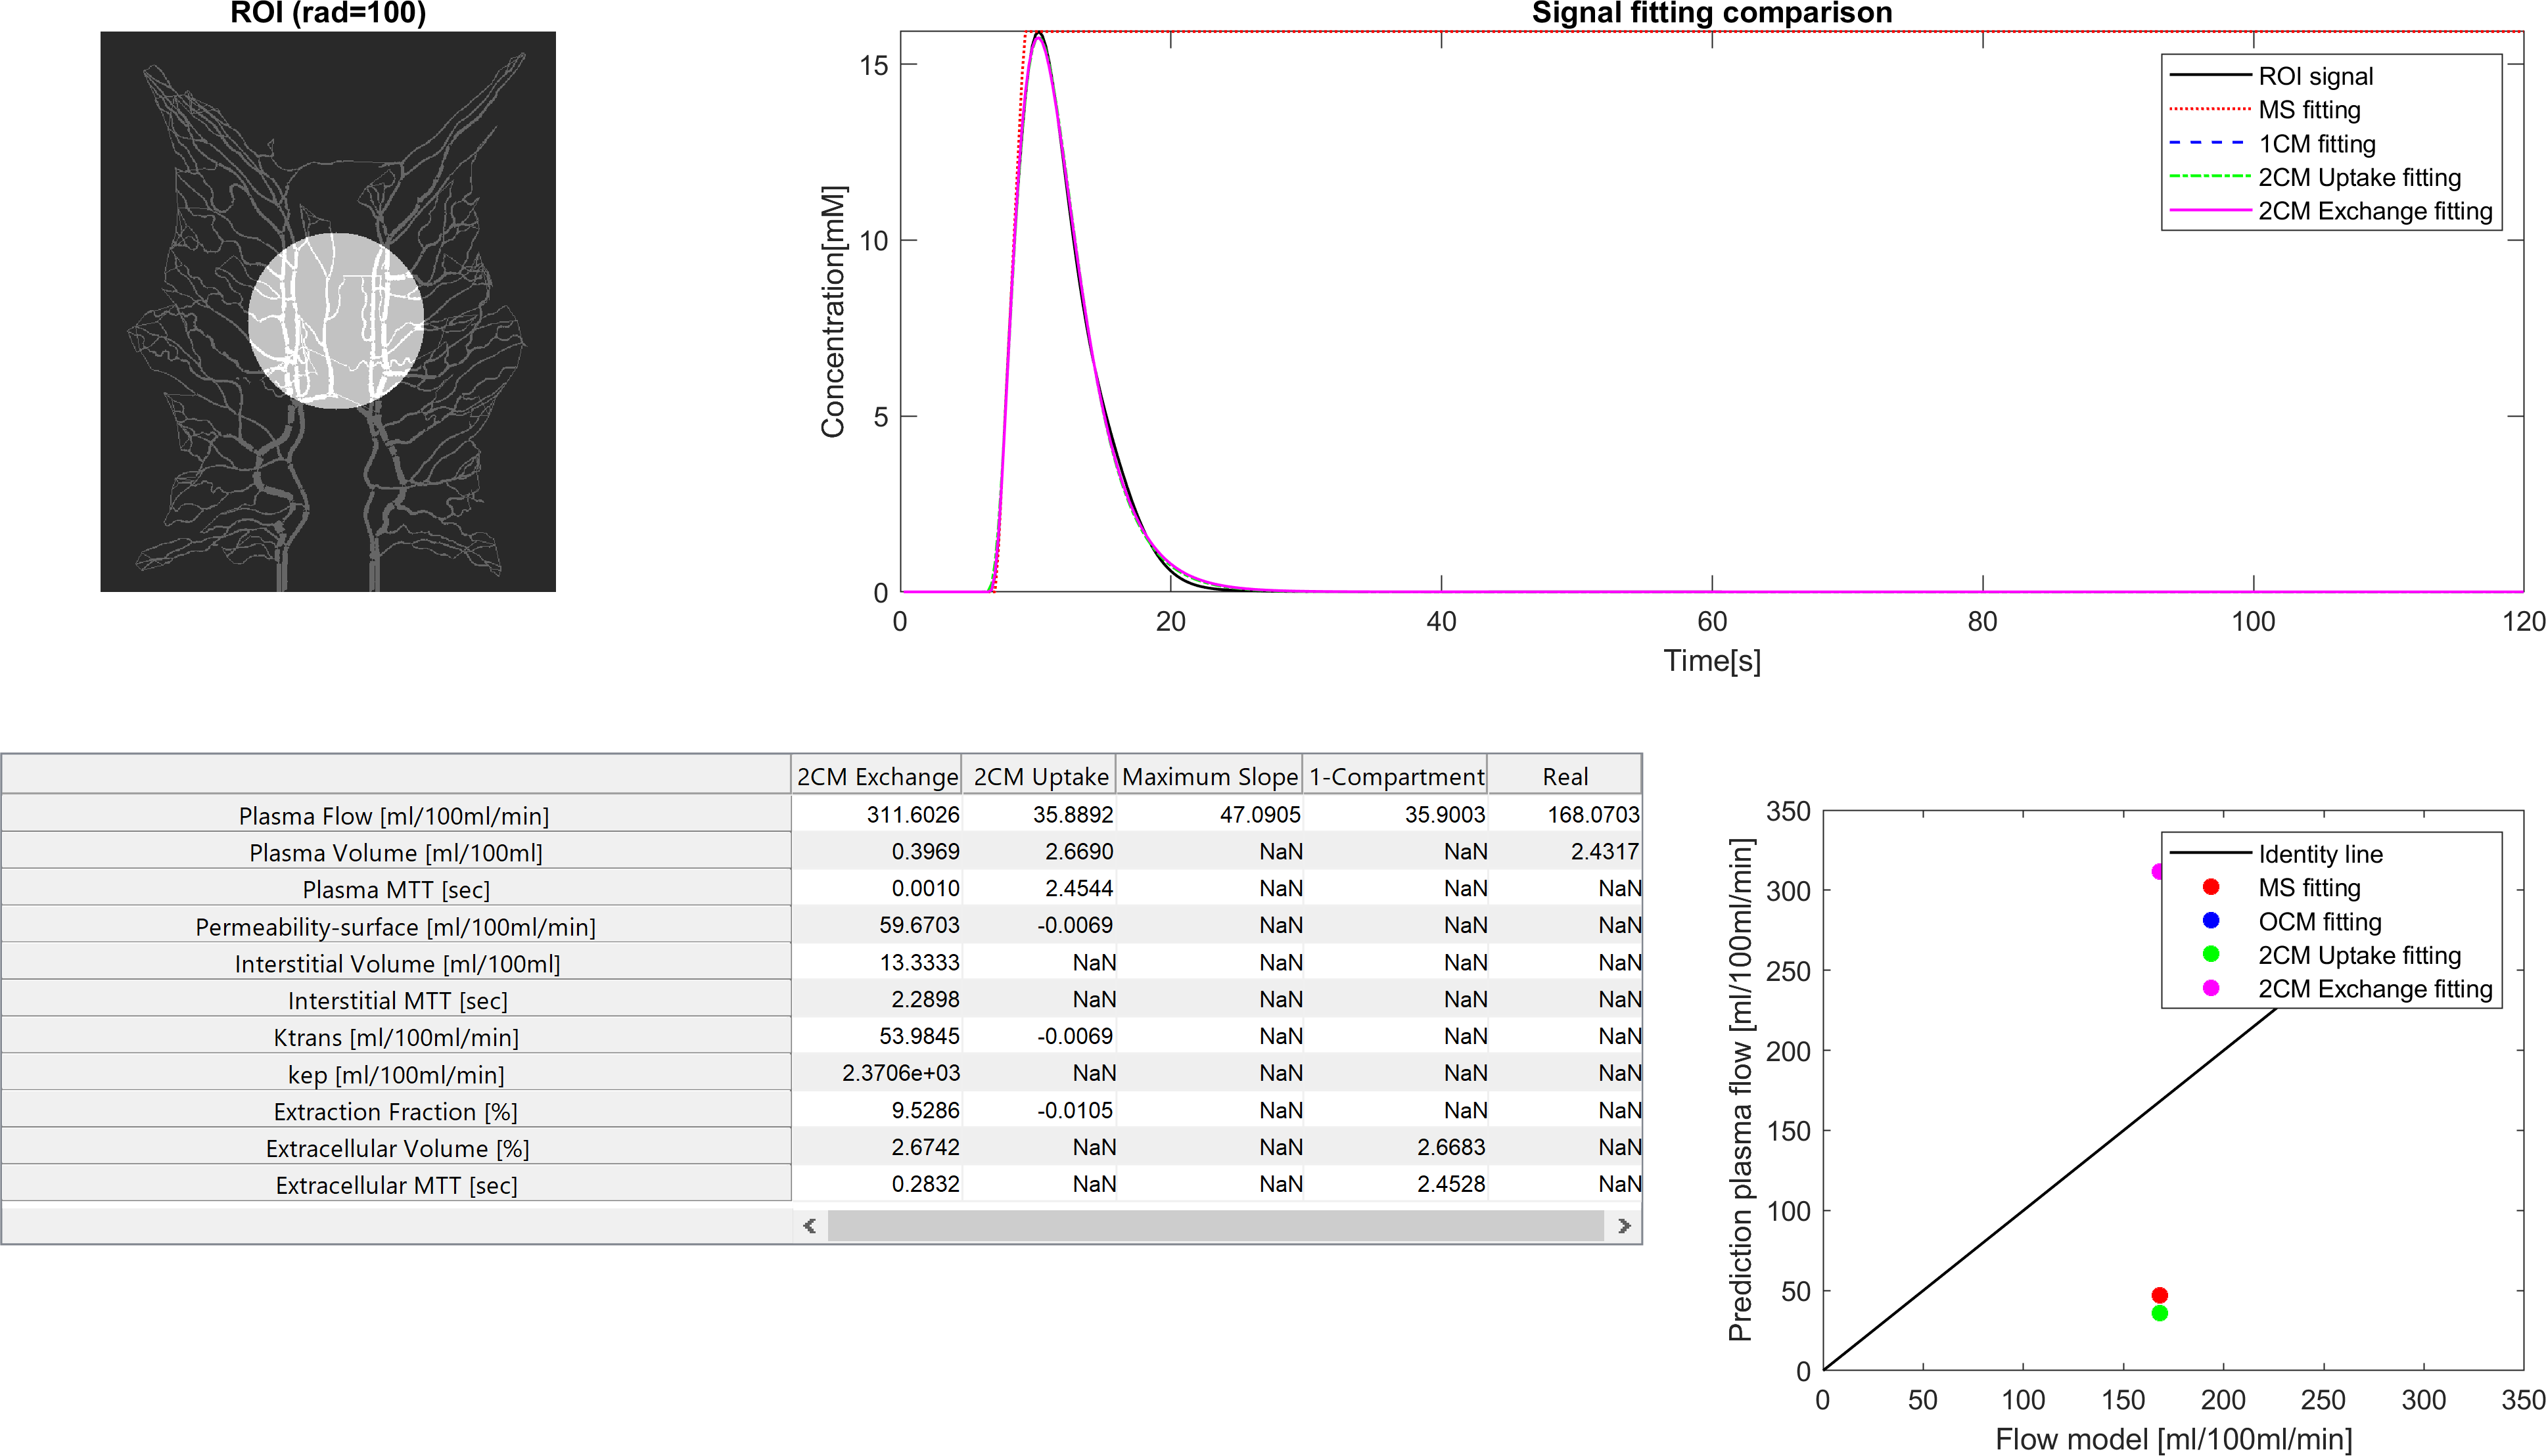 ROI (rad=100)
Signal fitting comparison
Concentration[mM]
15
10
5
0
0 20 40 60 80 100 120
Time[s]
ROI signal
MS fitting
1CM fitting
2CM Uptake fitting
2CM Exchange fitting
2CM Exchange 2CM Uptake Maximum Slope 1-Compartment Real
Plasma Flow [ml/100ml/min] 311.6026 35.8892 47.0905 35.9003 168.0703
Plasma Volume [ml/100ml] 0.3969 2.6690 NaN NaN 2.4317
Plasma MTT [sec] 0.0010 2.4544 NaN NaN NaN
Permeability-surface [ml/100ml/min] 59.6703 -0.0069 NaN NaN NaN
Interstitial Volume [ml/100ml] 13.3333 NaN NaN NaN NaN
Interstitial MTT [sec] 2.2898 NaN NaN NaN NaN
Ktrans [ml/100ml/min] 53.9845 -0.0069 NaN NaN NaN
kep [ml/100ml/min] 2.3706e+03 NaN NaN NaN NaN
Extraction Fraction [%] 9.5286 -0.0105 NaN NaN NaN
Extracellular Volume [%] 2.6742 NaN NaN 2.6683 NaN
Extracellular MTT [sec] 0.2832 NaN NaN 2.4528 NaN
Prediction plasma flow [ml/100ml/min]
350
300
250
200
150
100
50
0
0 50 100 150 200 250 300 350
Flow model [ml/100ml/min]
Identity line
MS fitting
OCM fitting
2CM Uptake fitting
2CM Exchange fitting